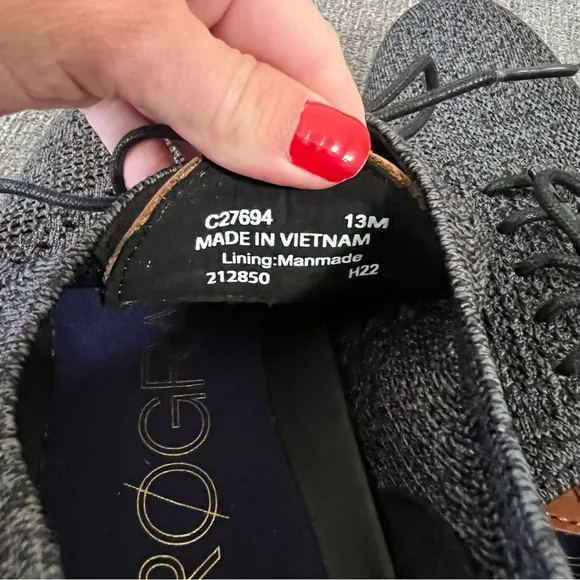 C27694 13M
MADE IN VIETNAM
Lining:Manmade
212850 H22
RØGRA